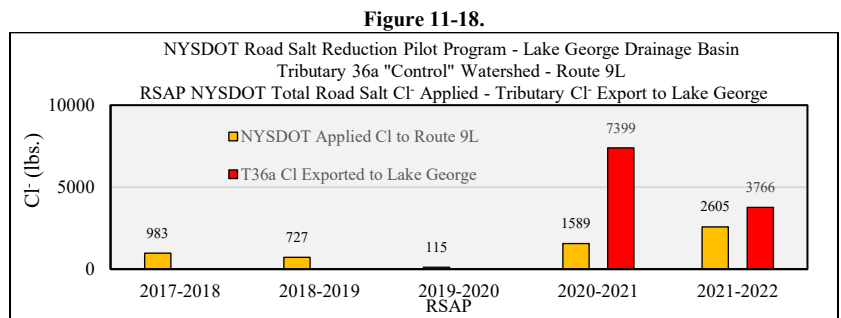 Figure 11-18.
NYSDOT Road Salt Reduction Pilot Program - Lake George Drainage Basin
Tributary 36a "Control" Watershed - Route 9L
RSAP NYSDOT Total Road Salt Cl- Applied - Tributary Cl- Export to Lake George
10000
5000
0
Cl- (lbs.)
NYSDOT Applied Cl to Route 9L
T36a Cl Exported to Lake George
983
727
115
1589
7399
2605
3766
2017-2018
2018-2019
2019-2020
2020-2021
2021-2022
RSAP